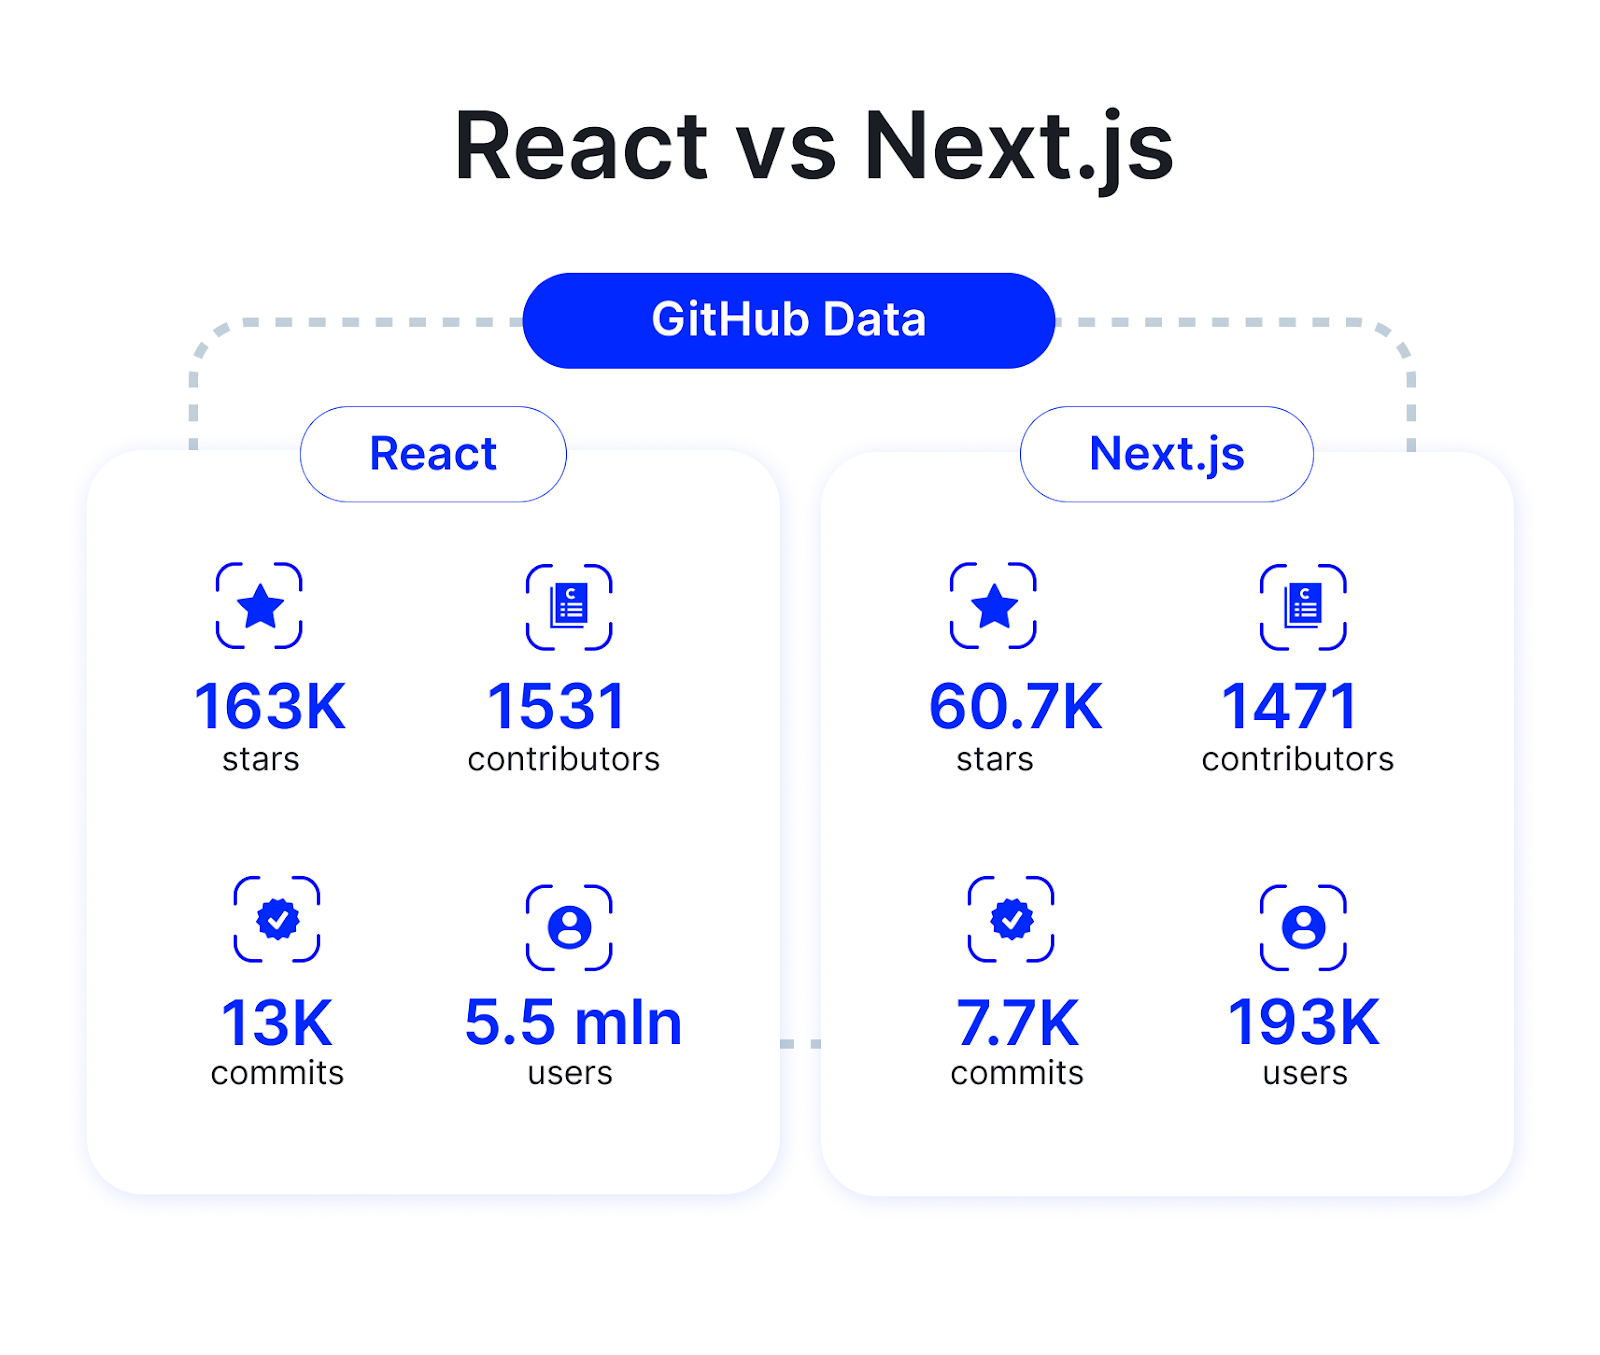 React vs Next.js
GitHub Data
React
163K
stars
C
1531
contributors
13K
commits
5.5 mln
users
Next.js
60.7K
stars
C
1471
contributors
7.7K
commits
193K
users